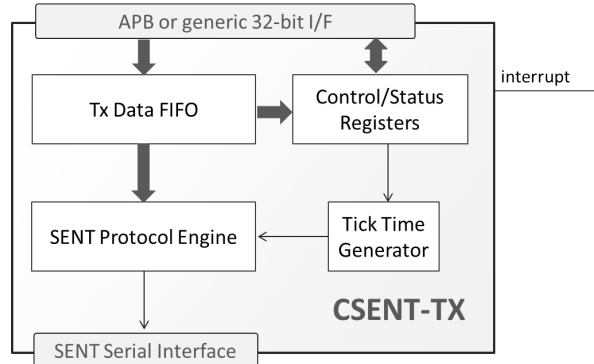 APB or generic 32-bit I/F
interrupt
Tx Data FIFO
Control/Status
Registers
SENT Protocol Engine
Tick Time
Generator
CSENT-TX
SENT Serial Interface